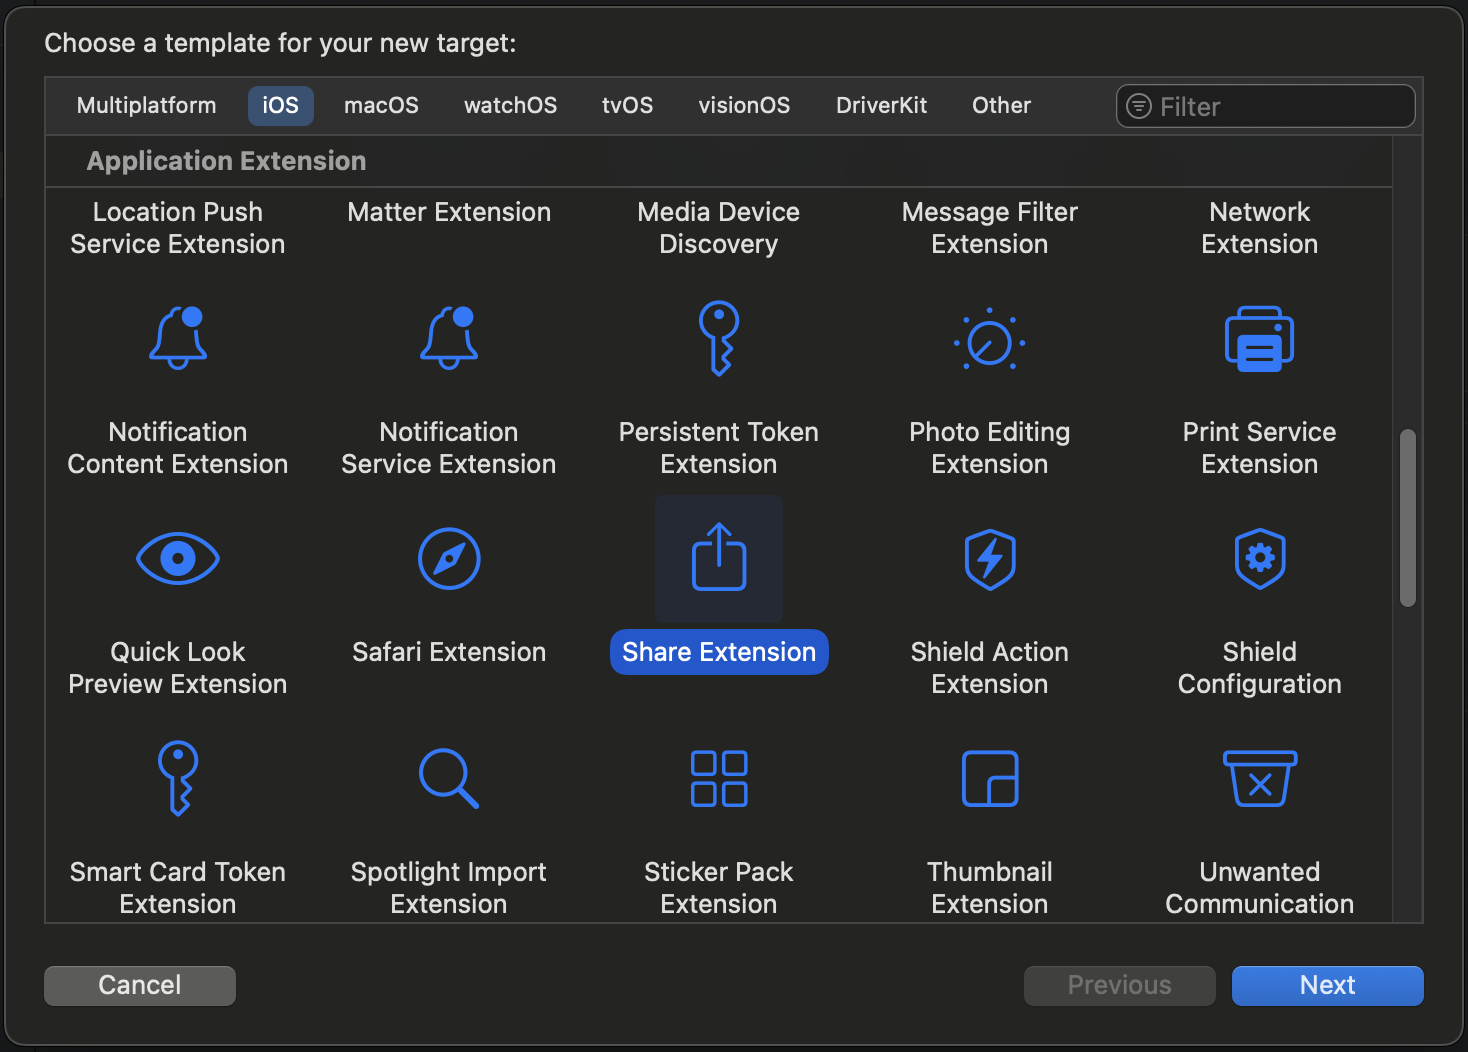 Choose a template for your new target:
Multiplatform iOS macOS watchOS tvOS visionOS DriverKit Other Filter
Application Extension
Location Push Matter Extension Media Device Message Filter Network
Service Extension Discovery Extension Extension
Notification Notification Persistent Token Photo Editing Print Service
Content Extension Service Extension Extension Extension Extension
Quick Look Safari Extension Share Extension Shield Action Shield
Preview Extension Extension Configuration
Smart Card Token Spotlight Import Sticker Pack Thumbnail Unwanted
Extension Extension Extension Extension Communication
Cancel Previous Next